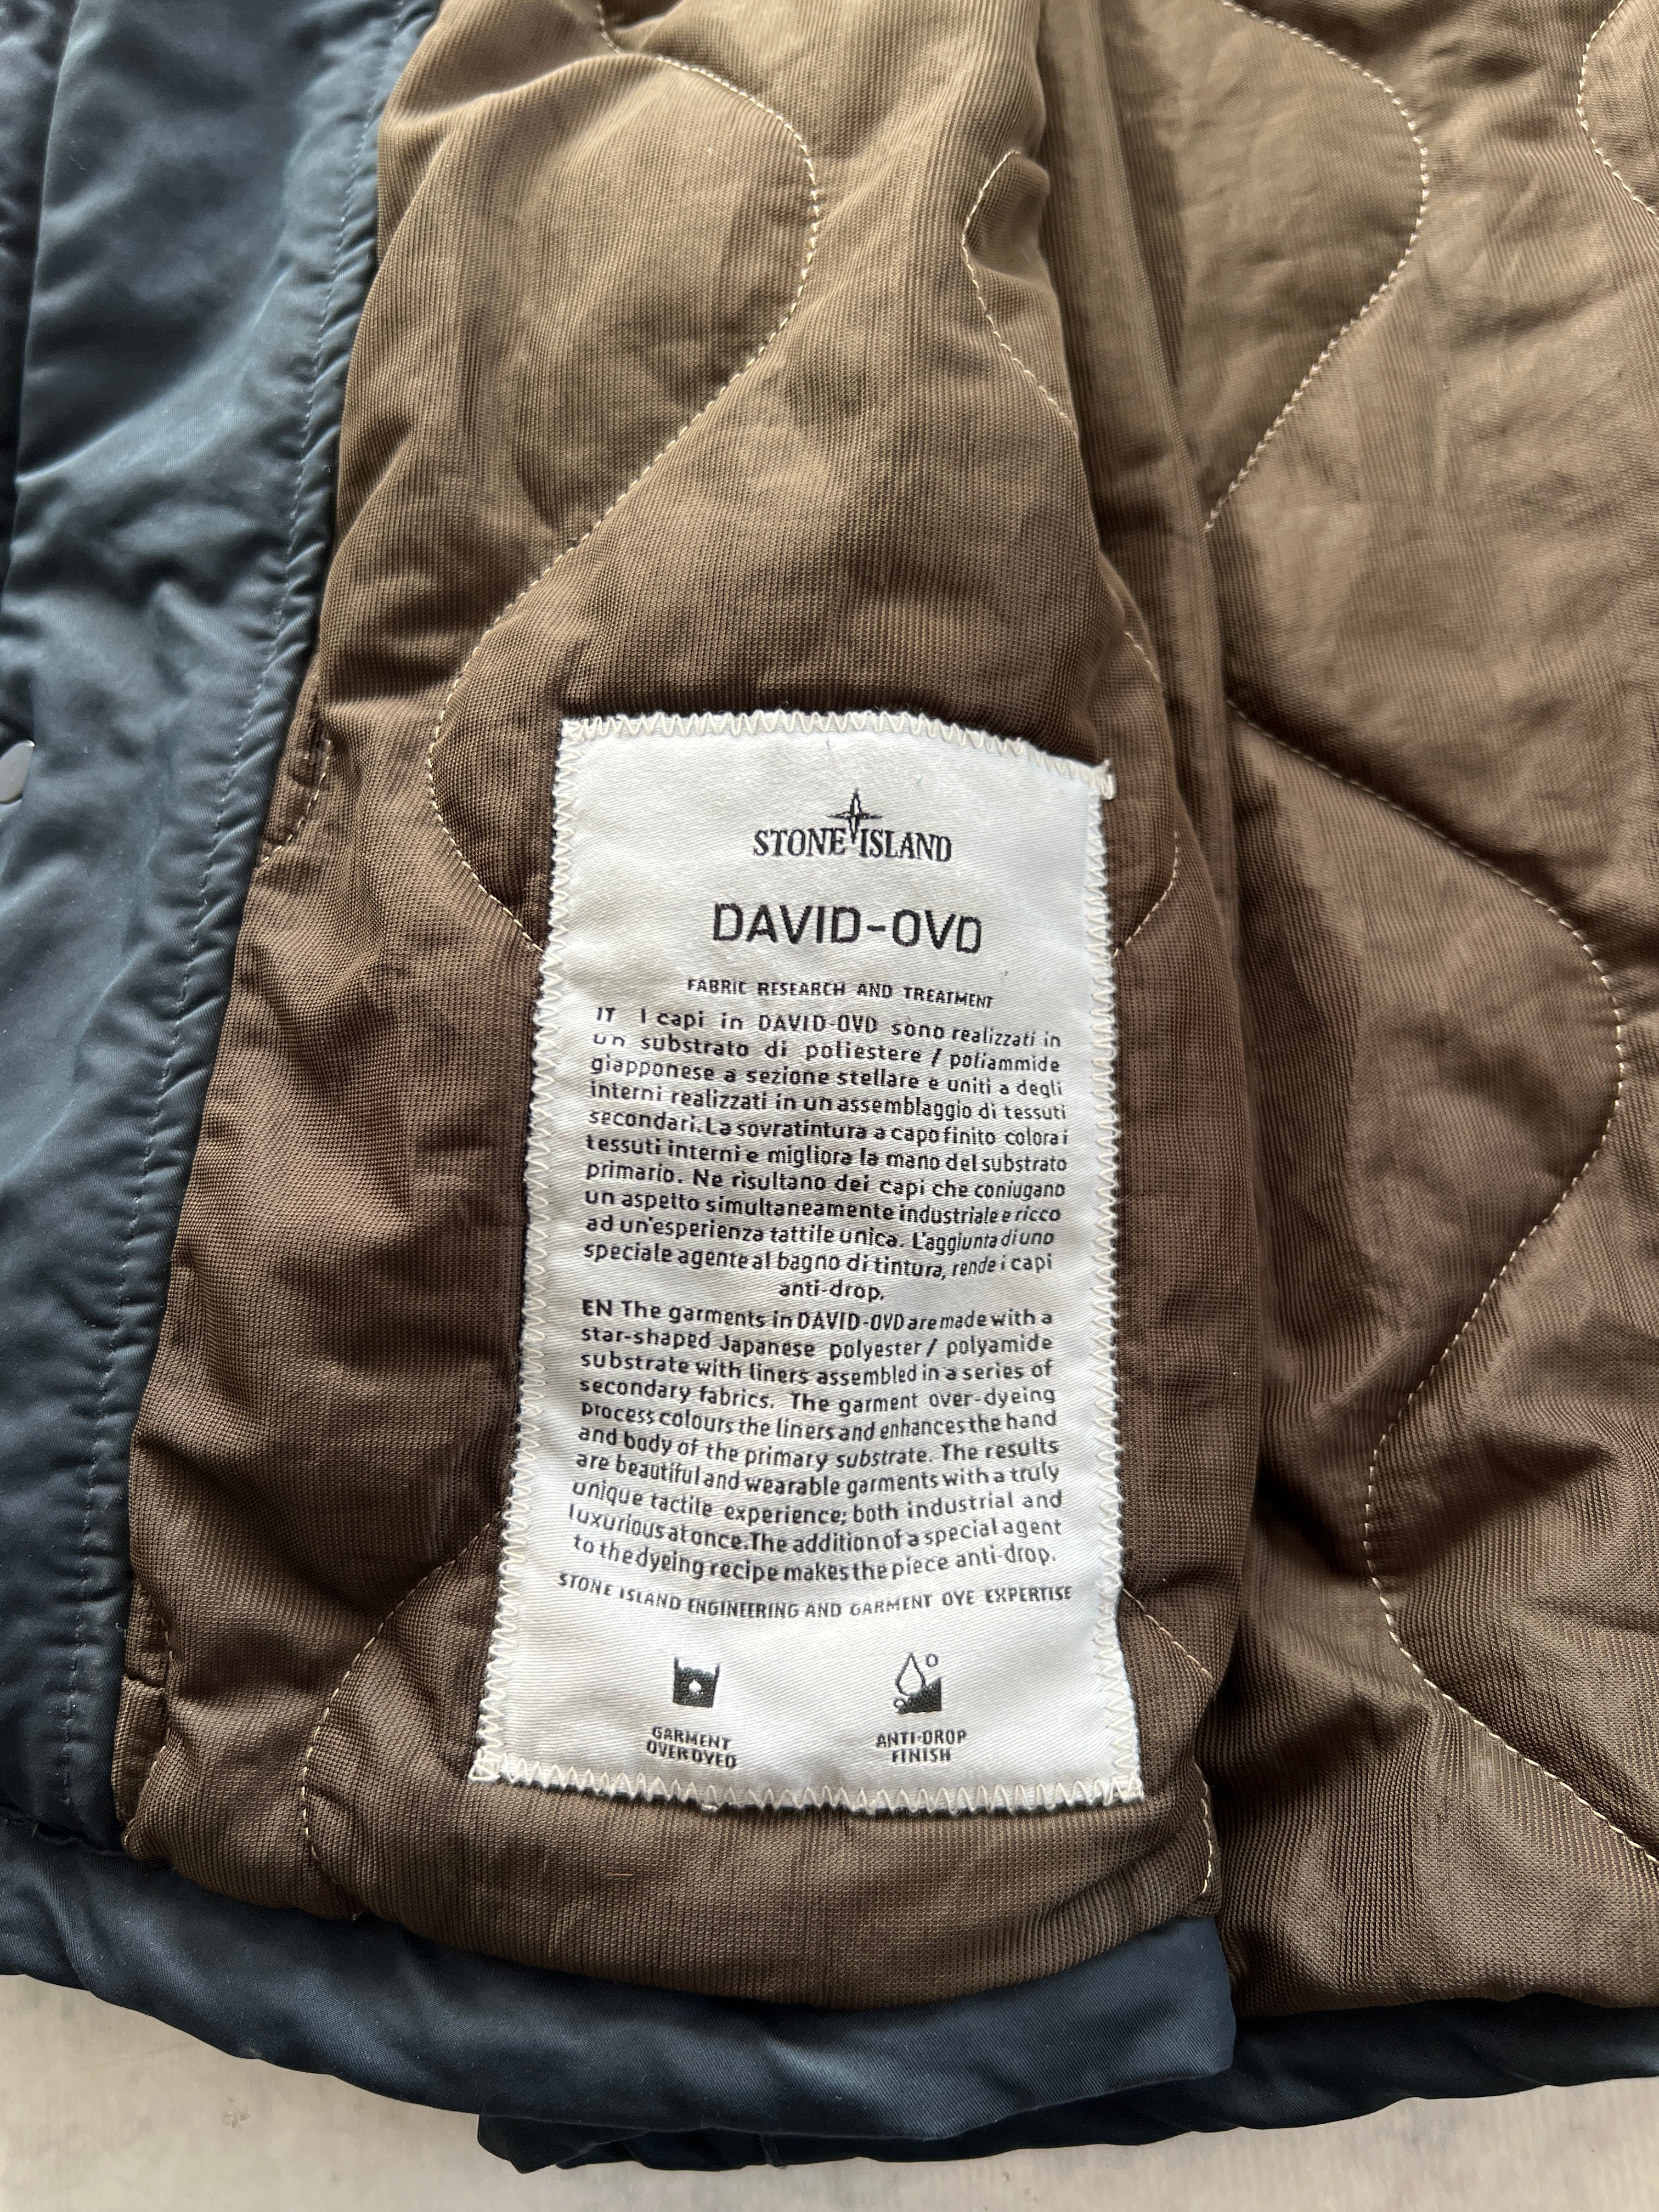 STONE ISLAND
DAVID-OVD
FABRIC RESEARCH AND TREATMENT
IT I capi in DAVID-OVD sono realizzati in
un substrato di poliestere / poliammide
giapponese a sezione stellare e uniti a degli
interni realizzati in un assemblaggio di tessuti
secondari. La sovratintura a capo finito colora i
tessuti interni e migliora la mano del substrato
primario. Ne risultano dei capi che coniugano
un aspetto simultaneamente industriale e ricco
ad un'esperienza tattile unica. L'aggiunta di uno
speciale agente al bagno di tintura, rende i capi
anti-drop.
EN The garments in DAVID-OVD are made with a
star-shaped Japanese polyester / polyamide
substrate with liners assembled in a series of
secondary fabrics. The garment over-dyeing
process colours the liners and enhances the hand
and body of the primary substrate. The results
are beautiful and wearable garments with a truly
unique tactile experience; both industrial and
luxurious at once. The addition of a special agent
to the dyeing recipe makes the piece anti-drop.
STONE ISLAND ENGINEERING AND GARMENT DYE EXPERTISE
GARMENT
OVERDYED
ANTI-DROP
FINISH